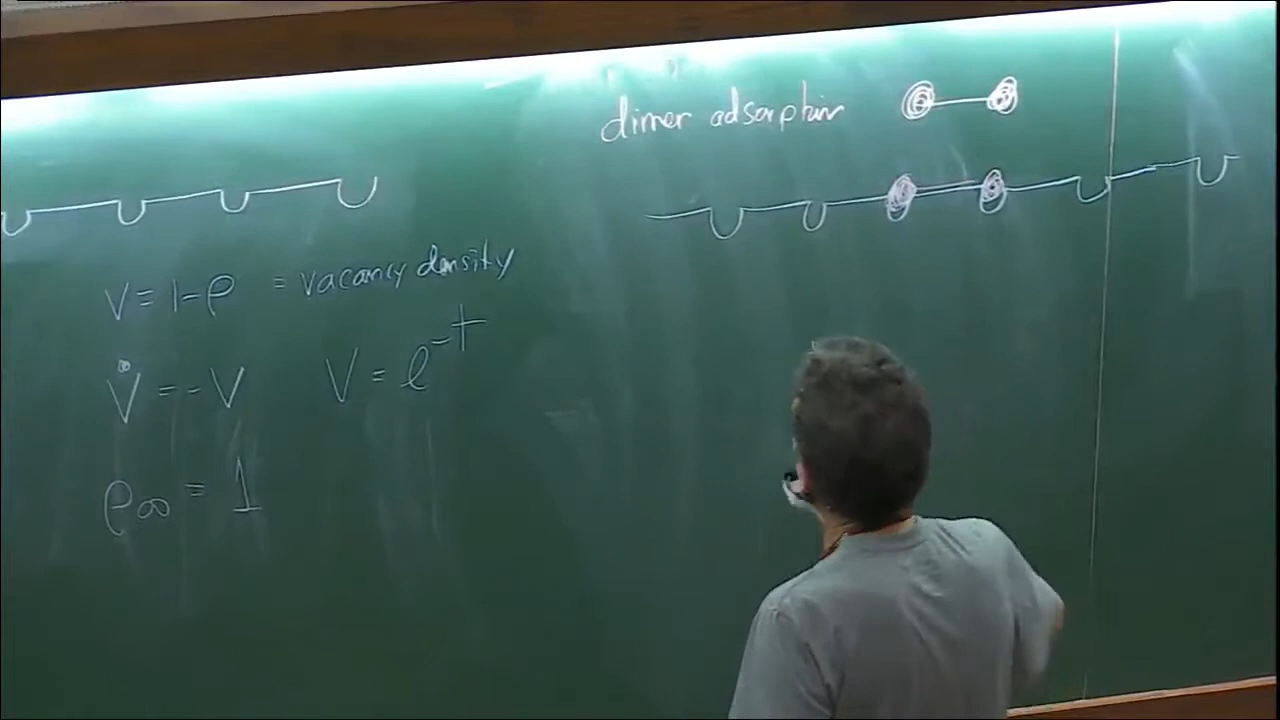 dimer adsorption
V = 1-ρ = vacancy density
V̇ = -V V = e^{-t}
ρ∞ = 1